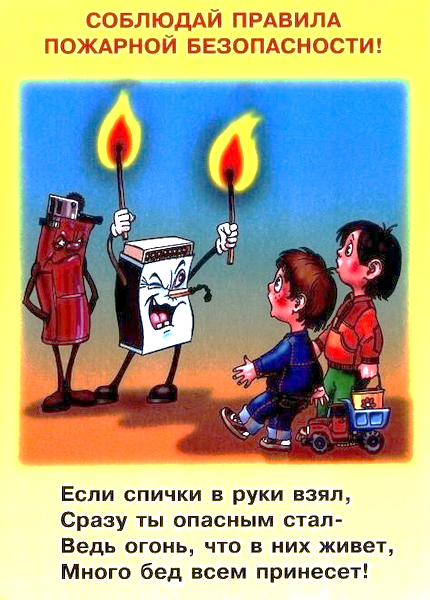 СОБЛЮДАЙ ПРАВИЛА
ПОЖАРНОЙ БЕЗОПАСНОСТИ!
Если спички в руки взял,
Сразу ты опасным стал-
Ведь огонь, что в них живет,
Много бед всем принесет!